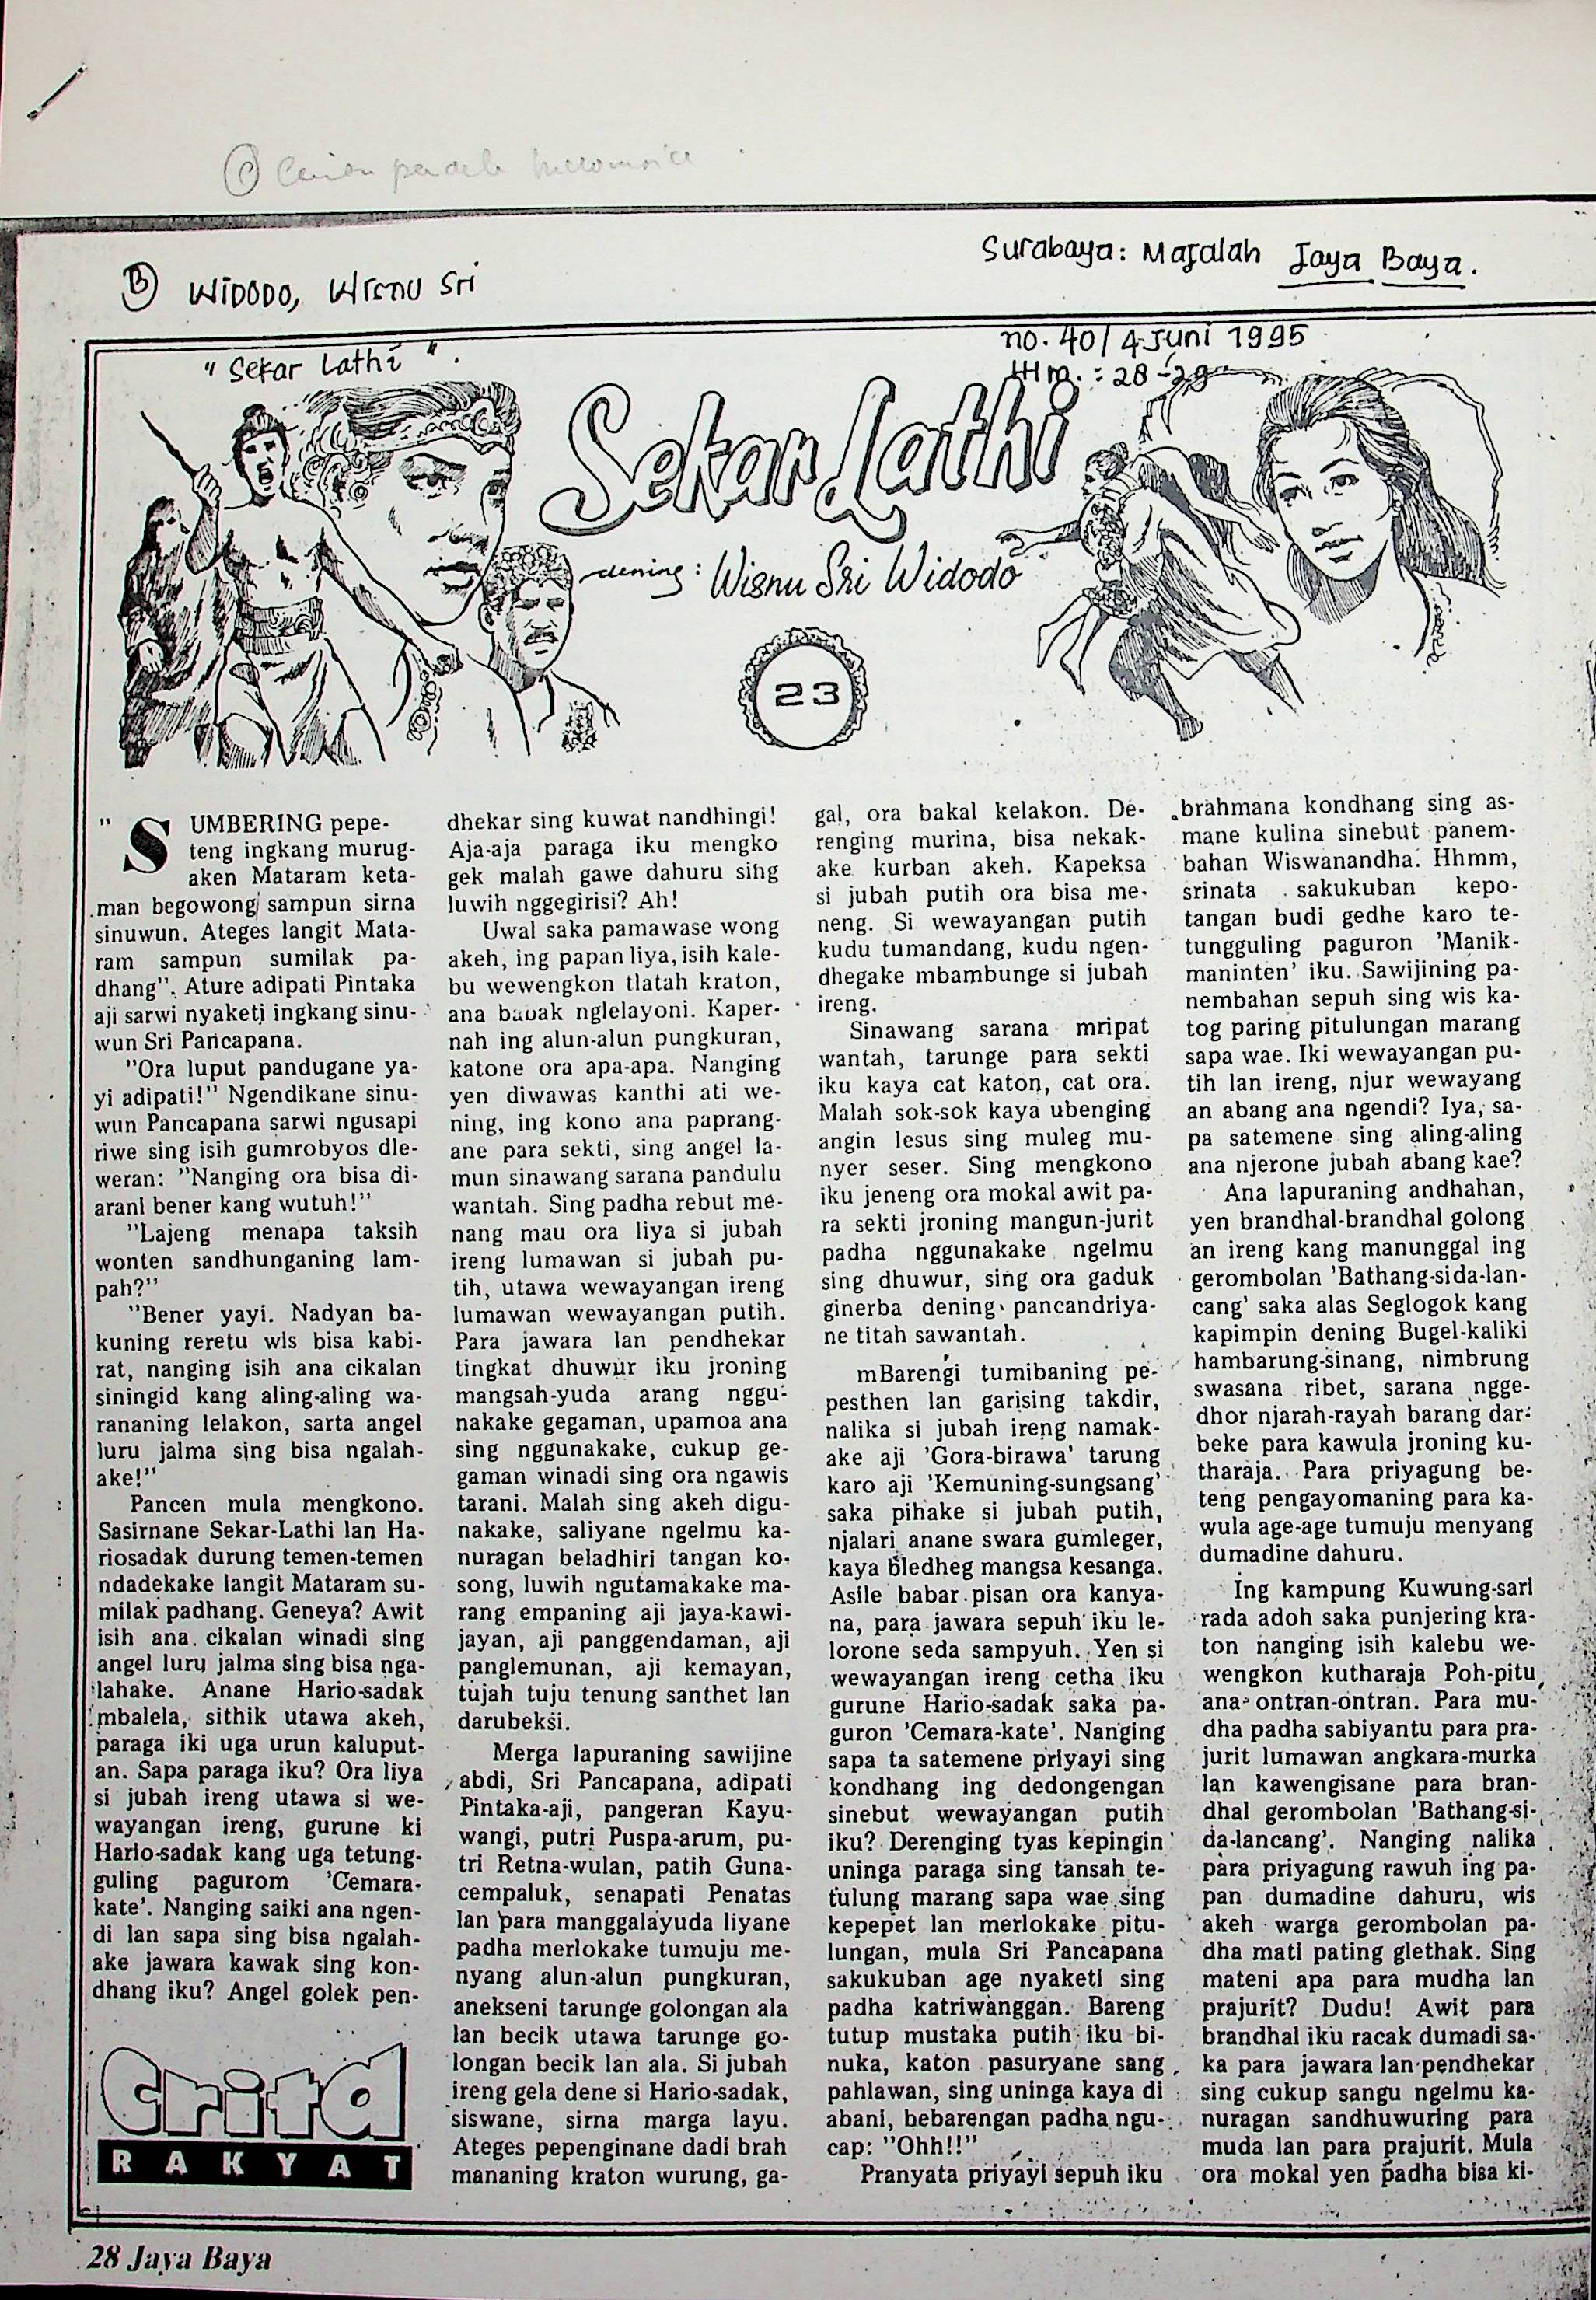 B WIDODO, Wisnu Sri
Surabaya: Majalah Jaya Baya.
"Sekar Lathi".
no. 40/4 Juni 1995
Hlm. : 28-29
Sekar Lathi
dening: Wisnu Sri Widodo
23
"SUMBERING pepe-
teng ingkang murug-
aken Mataram keta-
man begowong sampun sirna
sinuwun. Ateges langit Mata-
ram sampun sumilak pa-
dhang". Ature adipati Pintaka
aji sarwi nyaketi ingkang sinu-
wun Sri Pancapana.
"Ora luput pandugane ya-
yi adipati!" Ngendikane sinu-
wun Pancapana sarwi ngusapi
riwe sing isih gumrobyos dle-
weran: "Nanging ora bisa di-
arani bener kang wutuh!"
"Lajeng menapa taksih
wonten sandhunganing lam-
pah?"
"Bener yayi. Nadyan ba-
kuning reretu wis bisa kabi-
rat, nanging isih ana cikalan
siningid kang aling-aling wa-
rananing lelakon, sarta angel
luru jalma sing bisa ngalah-
ake!"
Pancen mula mengkono.
Sasirnane Sekar-Lathi lan Ha-
riosadak durung temen-temen
ndadekake langit Mataram su-
milak padhang. Geneya? Awit
isih ana cikalan winadi sing
angel luru jalma sing bisa nga-
lahake. Anane Hario-sadak
mbalela, sithik utawa akeh,
paraga iki uga urun kaluput-
an. Sapa paraga iku? Ora liya
si jubah ireng utawa si we-
wayangan ireng, gurune ki
Hario-sadak kang uga tetung-
guling pagurom 'Cemara-
kate'. Nanging saiki ana ngen-
di lan sapa sing bisa ngalah-
ake jawara kawak sing kon-
dhang iku? Angel golek pen-
Crita
RAKYAT
dhekar sing kuwat nandhingi!
Aja-aja paraga iku mengko
gek malah gawe dahuru sing
luwih nggegirisi? Ah!
Uwal saka pamawase wong
akeh, ing papan liya, isih kale-
bu wewengkon tlatah kraton,
ana babak nglelayoni. Kaper-
nah ing alun-alun pungkuran,
katone ora apa-apa. Nanging
yen diwawas kanthi ati we-
ning, ing kono ana paprang-
ane para sekti, sing angel la-
mun sinawang sarana pandulu
wantah. Sing padha rebut me-
nang mau ora liya si jubah
ireng lumawan si jubah pu-
tih, utawa wewayangan ireng
lumawan wewayangan putih.
Para jawara lan pendhekar
tingkat dhuwur iku jroning
mangsah-yuda arang nggu-
nakake gegaman, upamoa ana
sing nggunakake, cukup ge-
gaman winadi sing ora ngawis
tarani. Malah sing akeh digu-
nakake, saliyane ngelmu ka-
nuragan beladhiri tangan ko-
song, luwih ngutamakake ma-
rang empaning aji jaya-kawi-
jayan, aji panggendaman, aji
panglemunan, aji kemayan,
tujah tuju tenung santhet lan
darubeksi.
Merga lapuraning sawijine
abdi, Sri Pancapana, adipati
Pintaka-aji, pangeran Kayu-
wangi, putri Puspa-arum, pu-
tri Retna-wulan, patih Guna-
cempaluk, senapati Penatas
lan para manggalayuda liyane
padha merlokake tumuju me-
nyang alun-alun pungkuran,
anekseni tarunge golongan ala
lan becik utawa tarunge go-
longan becik lan ala. Si jubah
ireng gela dene si Hario-sadak,
siswane, sirna marga layu.
Ateges pepenginane dadi brah
mananing kraton wurung, ga-
gal, ora bakal kelakon. De-
renging murina, bisa nekak-
ake kurban akeh. Kapeksa
si jubah putih ora bisa me-
neng. Si wewayangan putih
kudu tumandang, kudu ngen-
dhegake mbambunge si jubah
ireng.
Sinawang sarana mripat
wantah, tarunge para sekti
iku kaya cat katon, cat ora.
Malah sok-sok kaya ubenging
angin lesus sing muleg mu-
nyer seser. Sing mengkono
iku jeneng ora mokal awit pa-
ra sekti jroning mangun-jurit
padha nggunakake ngelmu
sing dhuwur, sing ora gaduk
ginerba dening pancandriya-
ne titah sawantah.
mBarengi tumibaning pe-
pesthen lan garising takdir,
nalika si jubah ireng namak-
ake aji 'Gora-birawa' tarung
karo aji 'Kemuning-sungsang'
saka pihake si jubah putih,
njalari anane swara gumleger,
kaya bledheg mangsa kesanga.
Asile babar pisan ora kanya-
na, para jawara sepuh iku le-
lorone seda sampyuh. Yen si
wewayangan ireng cetha iku
gurune Hario-sadak saka pa-
guron 'Cemara-kate'. Nanging
sapa ta satemene priyayi sing
kondhang ing dedongengan
sinebut wewayangan putih
iku? Derenging tyas kepingin
uninga paraga sing tansah te-
tulung marang sapa wae sing
kepepet lan merlokake pitu-
lungan, mula Sri Pancapana
sakukuban age nyaketi sing
padha katriwanggan. Bareng
tutup mustaka putih iku bi-
nuka, katon pasuryane sang
pahlawan, sing uninga kaya di
abani, bebarengan padha ngu-
cap: "Ohh!!"
Pranyata priyayi sepuh iku
brahmana kondhang sing as-
mane kulina sinebut panem-
bahan Wiswanandha. Hhmm,
srinata sakukuban kepo-
tangan budi gedhe karo te-
tungguling paguron 'Manik-
maninten' iku. Sawijining pa-
nembahan sepuh sing wis ka-
tog paring pitulungan marang
sapa wae. Iki wewayangan pu-
tih lan ireng, njur wewayang
an abang ana ngendi? Iya, sa-
pa satemene sing aling-aling
ana njerone jubah abang kae?
Ana lapuraning andhahan,
yen brandhal-brandhal golong
an ireng kang manunggal ing
gerombolan 'Bathang-sida-lan-
cang' saka alas Seglogok kang
kapimpin dening Bugel-kaliki
hambarung-sinang, nimbrung
swasana ribet, sarana ngge-
dhor njarah-rayah barang dar-
beke para kawula jroning ku-
tharaja. Para priyagung be-
teng pengayomaning para ka-
wula age-age tumuju menyang
dumadine dahuru.
Ing kampung Kuwung-sari
rada adoh saka punjering kra-
ton nanging isih kalebu we-
wengkon kutharaja Poh-pitu
ana ontran-ontran. Para mu-
dha padha sabiyantu para pra-
jurit lumawan angkara-murka
lan kawengisane para bran-
dhal gerombolan 'Bathang-si-
da-lancang'. Nanging nalika
para priyagung rawuh ing pa-
pan dumadine dahuru, wis
akeh warga gerombolan pa-
dha mati pating glethak. Sing
mateni apa para mudha lan
prajurit? Dudu! Awit para
brandhal iku racak dumadi sa-
ka para jawara lan pendhekar
sing cukup sangu ngelmu ka-
nuragan sandhuwuring para
muda lan para prajurit. Mula
ora mokal yen padha bisa ki-
28 Jaya Baya